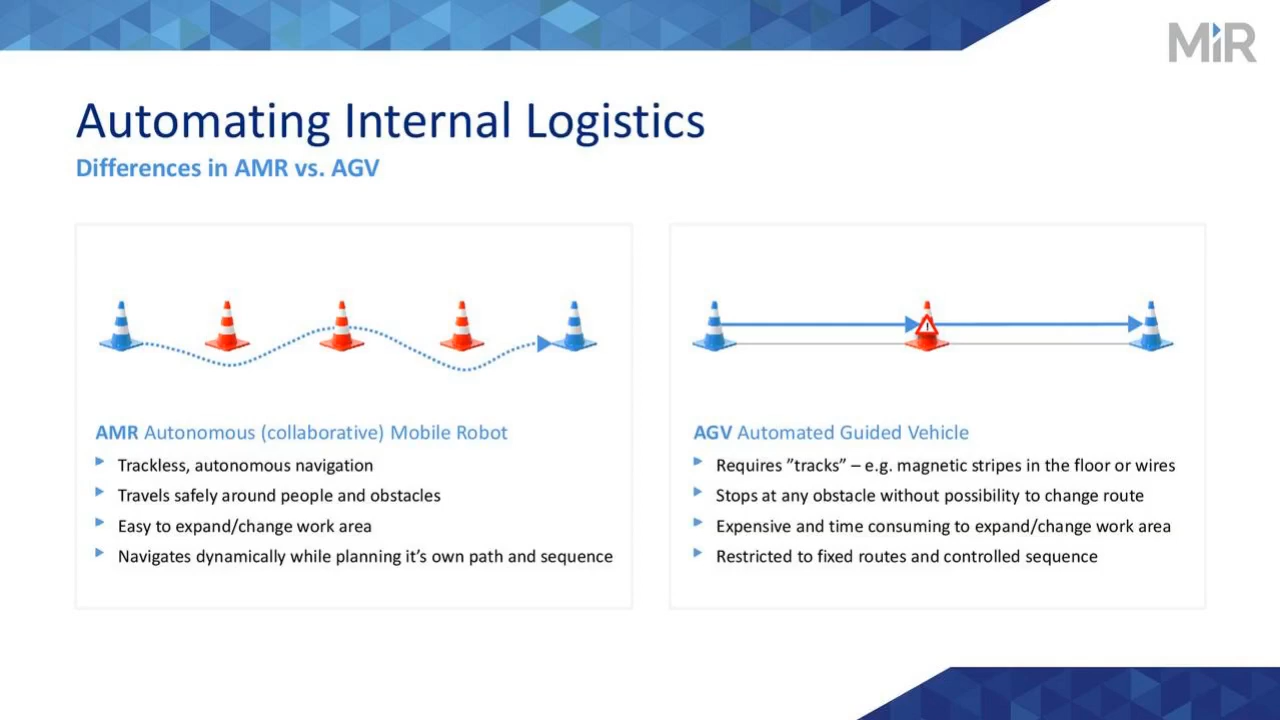 MiR
Automating Internal Logistics
Differences in AMR vs. AGV
AMR Autonomous (collaborative) Mobile Robot
Trackless, autonomous navigation
Travels safely around people and obstacles
Easy to expand/change work area
Navigates dynamically while planning it’s own path and sequence
AGV Automated Guided Vehicle
Requires ”tracks” – e.g. magnetic stripes in the floor or wires
Stops at any obstacle without possibility to change route
Expensive and time consuming to expand/change work area
Restricted to fixed routes and controlled sequence